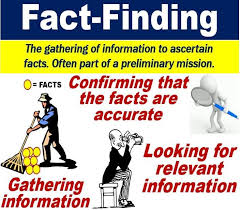 Fact-Finding
The gathering of information to ascertain
facts. Often part of a preliminary mission.
= FACTS
Confirming that
the facts are
accurate
Looking for
relevant
information
Gathering
information